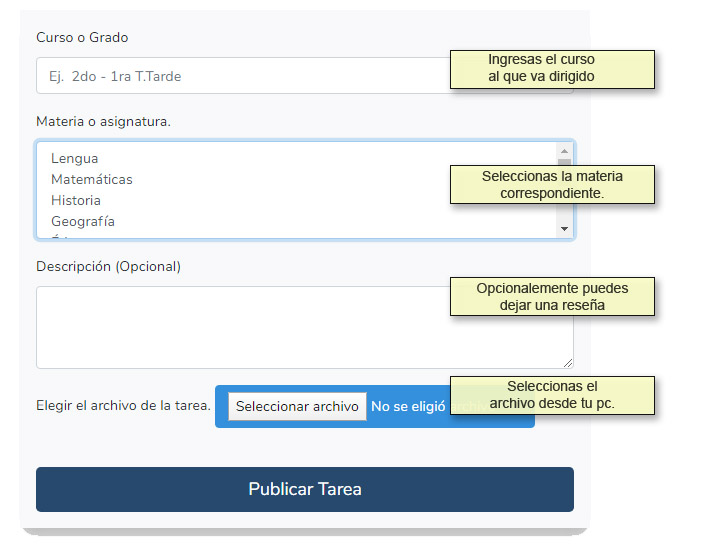 Curso o Grado
Ingresas el curso
al que va dirigido
Ej. 2do - 1ra T.Tarde
Materia o asignatura.
Lengua
Matemáticas
Historia
Geografía
Seleccionas la materia
correspondiente.
Descripción (Opcional)
Opcionalemente puedes
dejar una reseña
Elegir el archivo de la tarea.
Seleccionar archivo
No se eligió
Seleccionas el
archivo desde tu pc.
Publicar Tarea